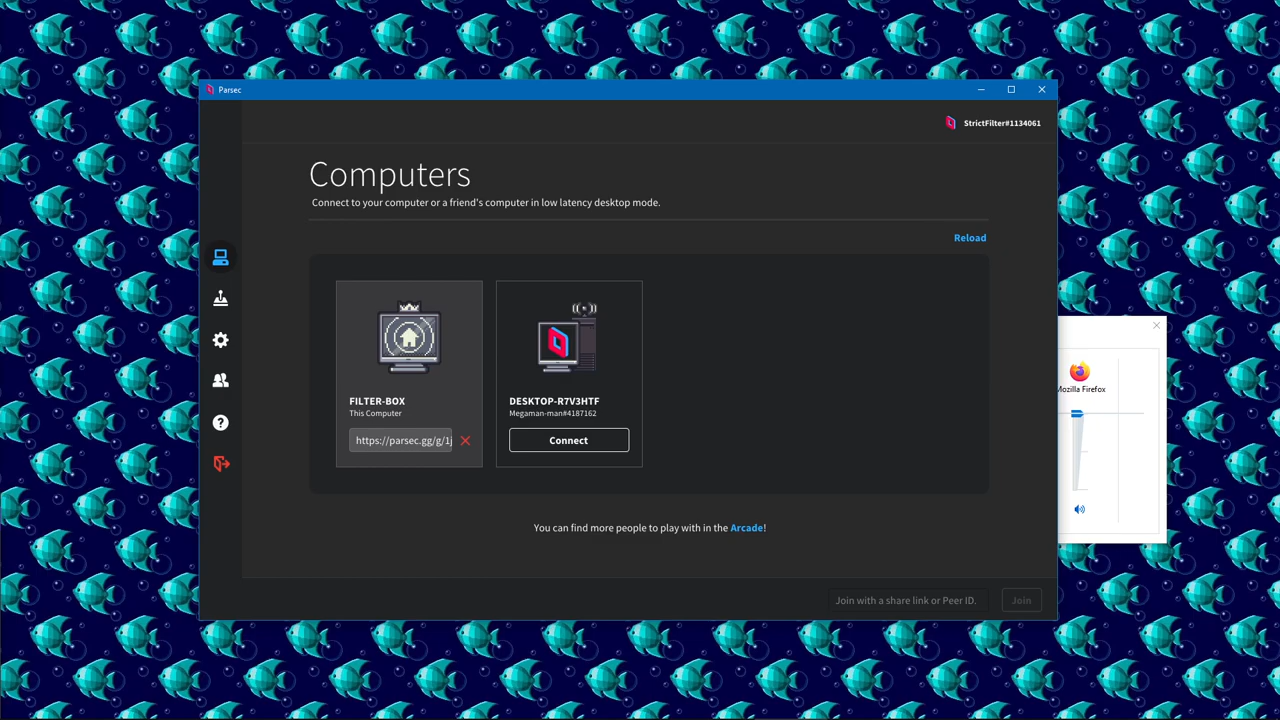 Parsec
StrictFilter#1134061
Computers
Connect to your computer or a friend's computer in low latency desktop mode.
Reload
FILTER-BOX
This Computer
https://parsec.gg/g/1j
DESKTOP-R7V3HTF
Megaman-man#4187162
Connect
Mozilla Firefox
You can find more people to play with in the Arcade!
Join with a share link or Peer ID.
Join